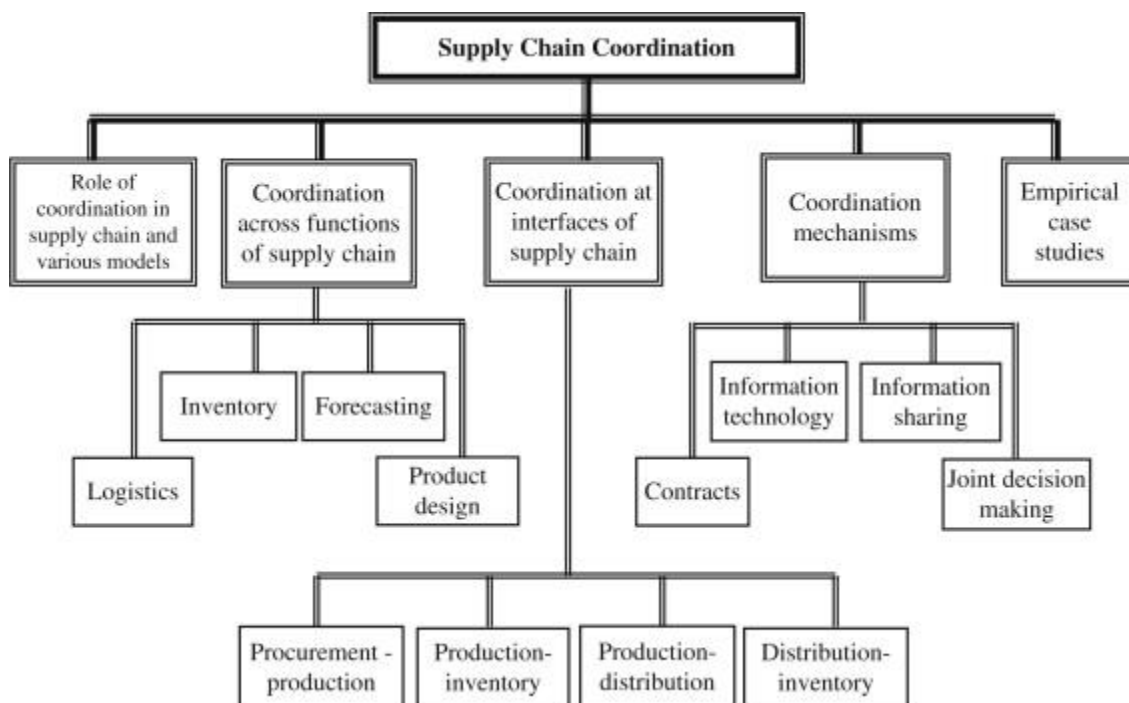 Supply Chain Coordination
Role of
coordination in
supply chain and
various models
Coordination
across functions
of supply chain
Coordination at
interfaces of
supply chain
Coordination
mechanisms
Empirical
case
studies
Inventory
Forecasting
Logistics
Product
design
Information
technology
Information
sharing
Contracts
Joint decision
making
Procurement -
production
Production-
inventory
Production-
distribution
Distribution-
inventory